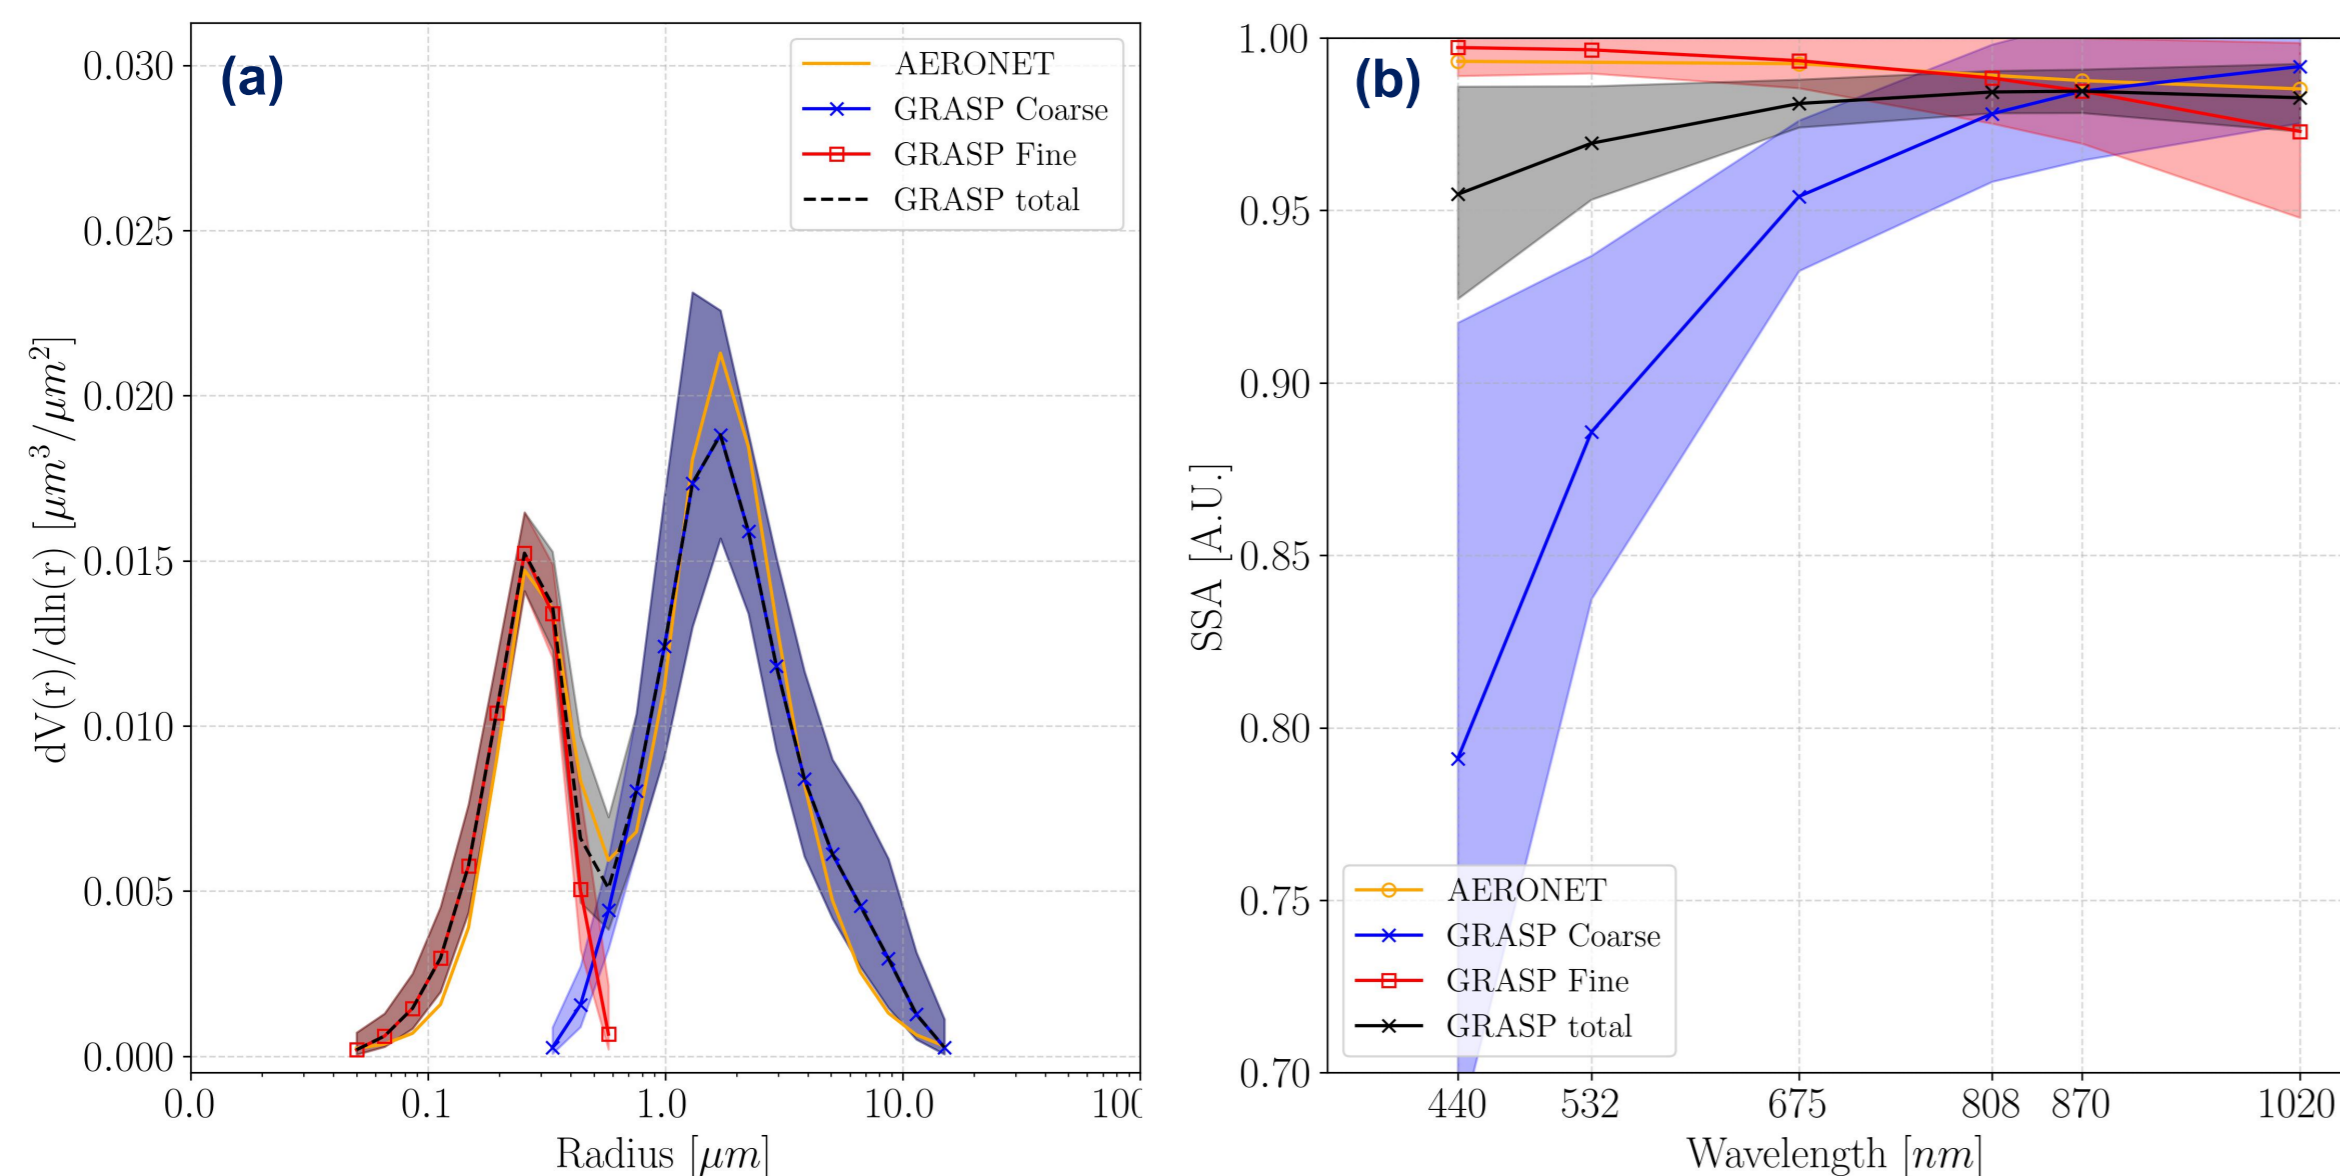 (a)
AERONET
GRASP Coarse
GRASP Fine
GRASP total
0.030
0.025
0.020
0.015
0.010
0.005
0.000
dV(r)/dln(r) [μm³/μm²]
0.0 0.1 1.0 10.0 100
Radius [μm]
(b)
1.00
0.95
0.90
0.85
0.80
0.75
0.70
SSA [A.U.]
AERONET
GRASP Coarse
GRASP Fine
GRASP total
440 532 675 808 870 1020
Wavelength [nm]